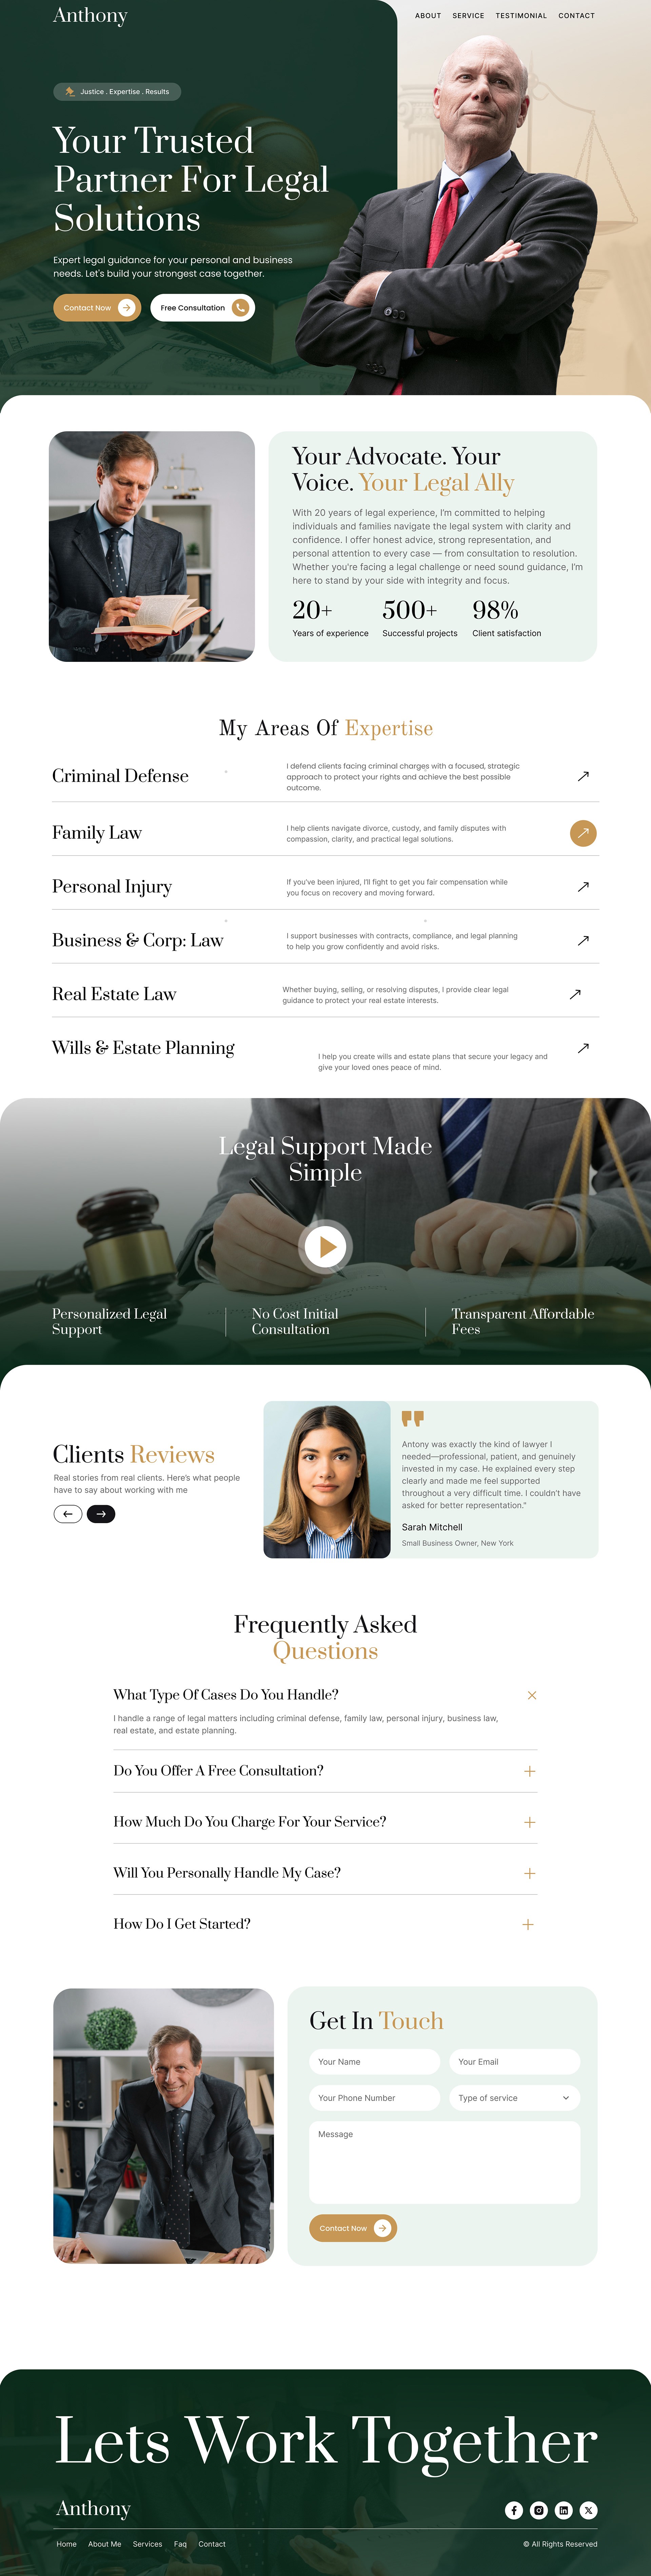 Anthony
ABOUT SERVICE TESTIMONIAL CONTACT
Justice . Expertise . Results
Your Trusted
Partner For Legal
Solutions
Expert legal guidance for your personal and business
needs. Let's build your strongest case together.
Contact Now
Free Consultation
Your Advocate. Your
Voice. Your Legal Ally
With 20 years of legal experience, I'm committed to helping
individuals and families navigate the legal system with clarity and
confidence. I offer honest advice, strong representation, and
personal attention to every case — from consultation to resolution.
Whether you're facing a legal challenge or need sound guidance, I'm
here to stand by your side with integrity and focus.
20+ 500+ 98%
Years of experience Successful projects Client satisfaction
My Areas Of Expertise
Criminal Defense
I defend clients facing criminal charges with a focused, strategic
approach to protect your rights and achieve the best possible
outcome.
Family Law
I help clients navigate divorce, custody, and family disputes with
compassion, clarity, and practical legal solutions.
Personal Injury
If you've been injured, I'll fight to get you fair compensation while
you focus on recovery and moving forward.
Business & Corp: Law
I support businesses with contracts, compliance, and legal planning
to help you grow confidently and avoid risks.
Real Estate Law
Whether buying, selling, or resolving disputes, I provide clear legal
guidance to protect your real estate interests.
Wills & Estate Planning
I help you create wills and estate plans that secure your legacy and
give your loved ones peace of mind.
Legal Support Made
Simple
Personalized Legal
Support
No Cost Initial
Consultation
Transparent Affordable
Fees
Clients Reviews
Real stories from real clients. Here's what people
have to say about working with me
Antony was exactly the kind of lawyer I
needed—professional, patient, and genuinely
invested in my case. He explained every step
clearly and made me feel supported
throughout a very difficult time. I couldn't have
asked for better representation."
Sarah Mitchell
Small Business Owner, New York
Frequently Asked
Questions
What Type Of Cases Do You Handle?
I handle a range of legal matters including criminal defense, family law, personal injury, business law,
real estate, and estate planning.
Do You Offer A Free Consultation?
How Much Do You Charge For Your Service?
Will You Personally Handle My Case?
How Do I Get Started?
Get In Touch
Your Name
Your Email
Your Phone Number
Type of service
Message
Contact Now
Lets Work Together
Anthony
Home About Me Services Faq Contact
© All Rights Reserved